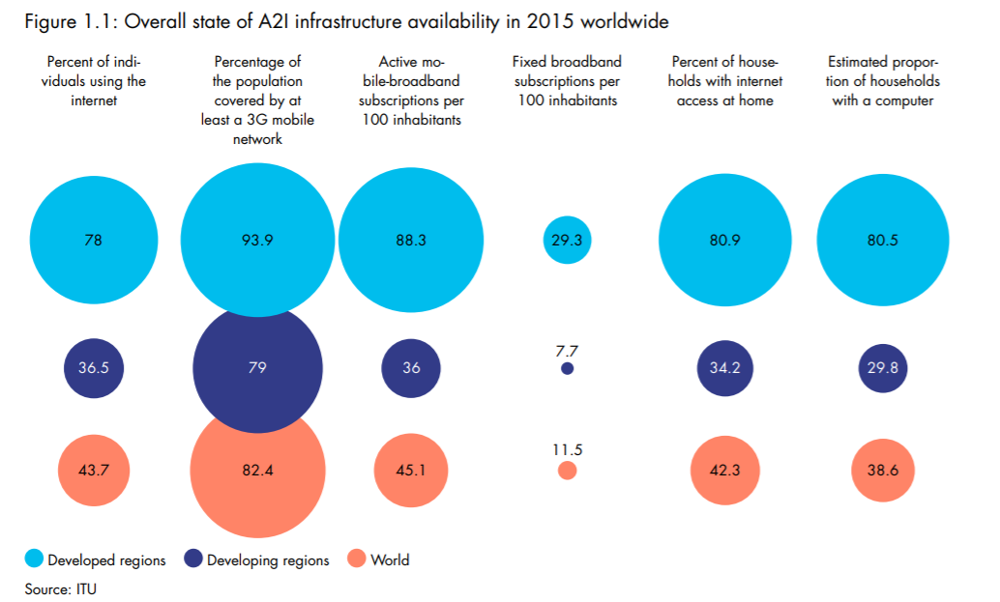 Figure 1.1: Overall state of A2I infrastructure availability in 2015 worldwide
Percent of indi-
viduals using the
internet
Percentage of
the population
covered by at
least a 3G mobile
network
Active mo-
bile-broadband
subscriptions per
100 inhabitants
Fixed broadband
subscriptions per
100 inhabitants
Percent of house-
holds with internet
access at home
Estimated propor-
tion of households
with a computer
78
93.9
88.3
29.3
80.9
80.5
36.5
79
36
7.7
34.2
29.8
43.7
82.4
45.1
11.5
42.3
38.6
Developed regions
Developing regions
World
Source: ITU